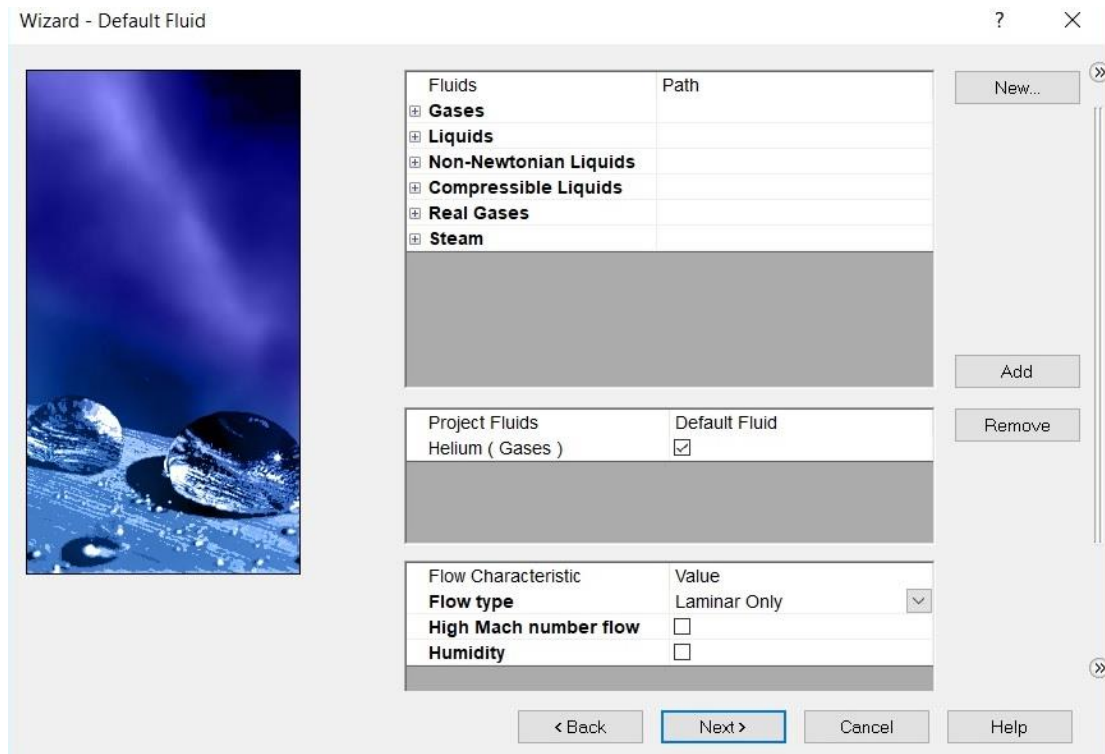 Wizard - Default Fluid ?
Fluids Path
Gases
Liquids
Non-Newtonian Liquids
Compressible Liquids
Real Gases
Steam
New...
Add
Project Fluids Default Fluid
Helium ( Gases )
Remove
Flow Characteristic Value
Flow type Laminar Only
High Mach number flow
Humidity
< Back Next > Cancel Help